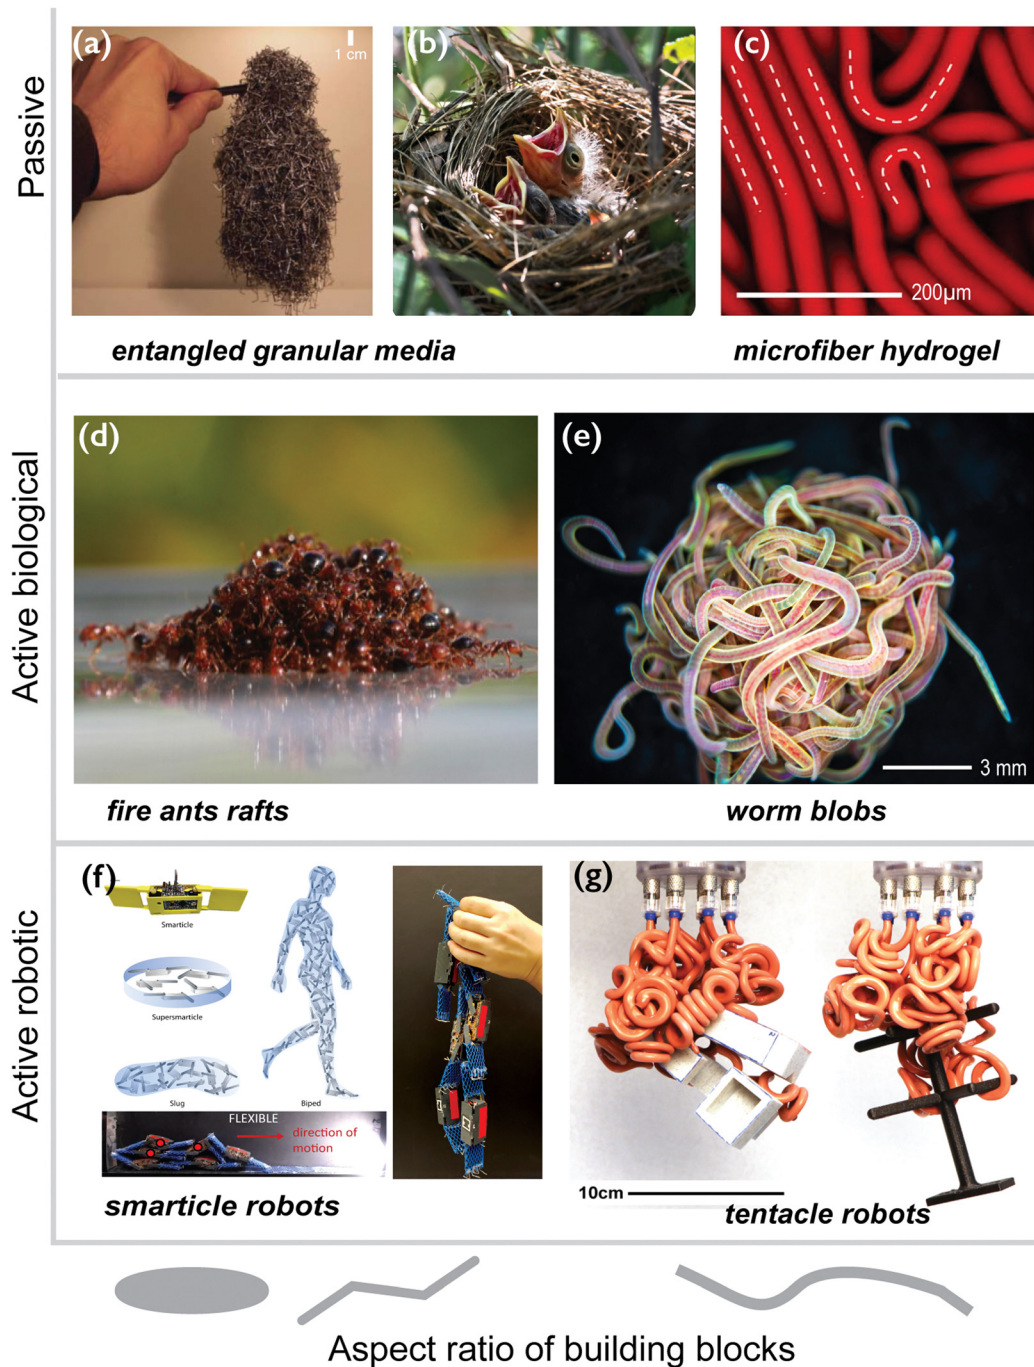 Passive
(a)
1 cm
(b)
(c)
200μm
entangled granular media
microfiber hydrogel
Active biological
(d)
(e)
3 mm
fire ants rafts
worm blobs
Active robotic
(f)
Smarticle
Supersmarticle
Slug
Biped
FLEXIBLE
direction of
motion
smarticle robots
(g)
10cm
tentacle robots
Aspect ratio of building blocks